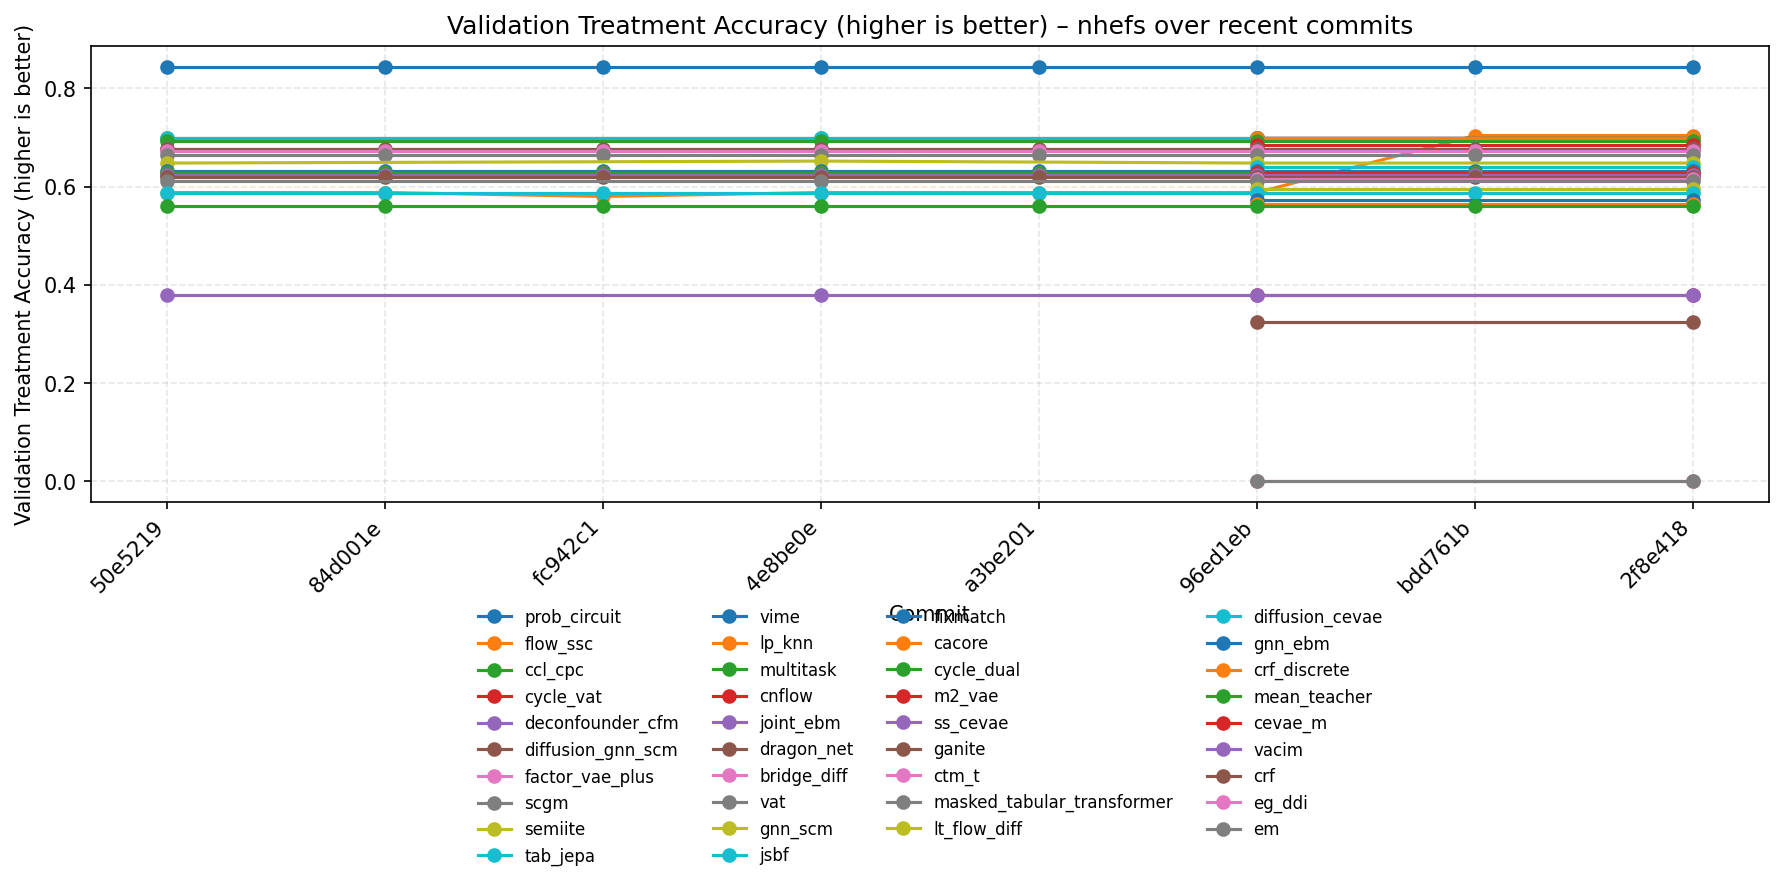 Validation Treatment Accuracy (higher is better) – nhefs over recent commits
Validation Treatment Accuracy (higher is better)
0.8
0.6
0.4
0.2
0.0
50e5219
84d001e
fc942c1
4e8be0e
a3be201
96ed1eb
bdd761b
2f8e418
Commit
prob_circuit
flow_ssc
ccl_cpc
cycle_vat
deconfounder_cfm
diffusion_gnn_scm
factor_vae_plus
scgm
semiite
tab_jepa
vime
lp_knn
multitask
cnflow
joint_ebm
dragon_net
bridge_diff
vat
gnn_scm
jsbf
fixmatch
cacore
cycle_dual
m2_vae
ss_cevae
ganite
ctm_t
masked_tabular_transformer
lt_flow_diff
diffusion_cevae
gnn_ebm
crf_discrete
mean_teacher
cevae_m
vacim
crf
eg_ddi
em